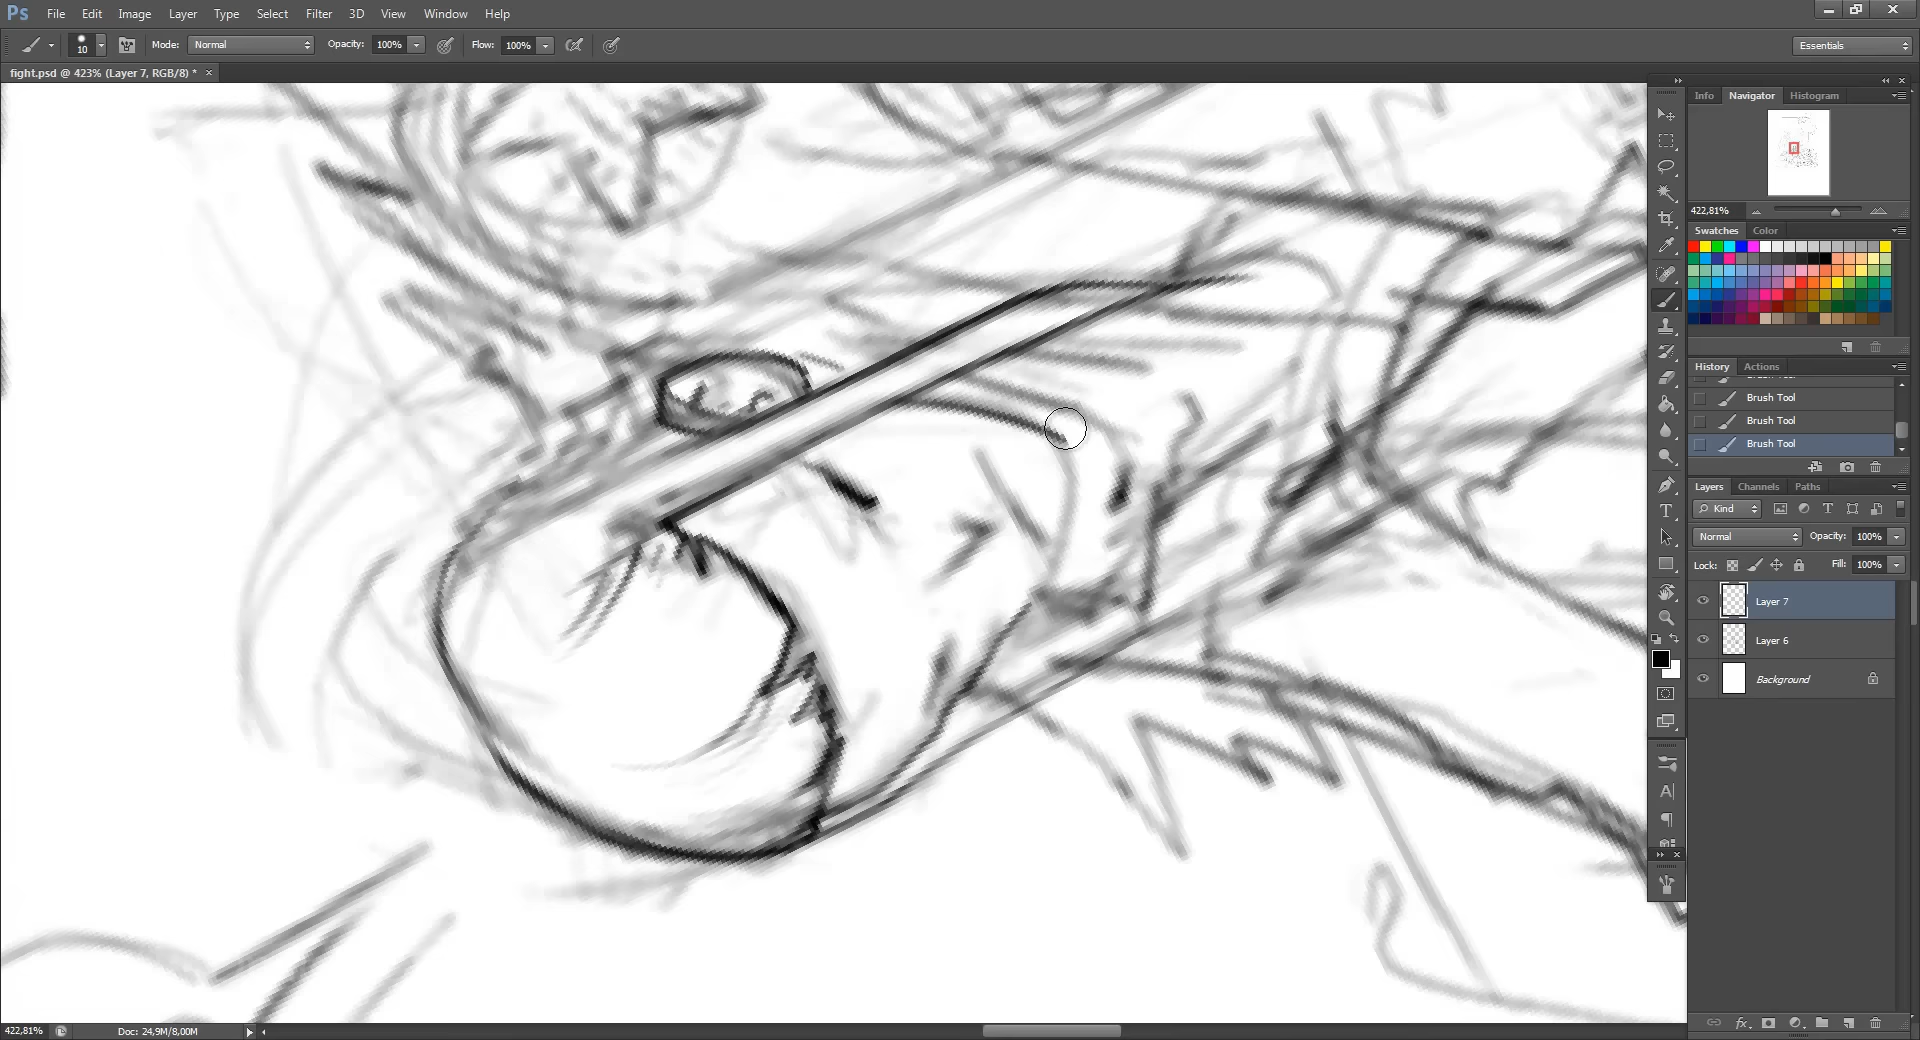 Ps File Edit Image Layer Type Select Filter 3D View Window Help
10 Mode: Normal Opacity: 100% Flow: 100% Essentials
fight.psd @ 423% (Layer 7, RGB/8) * ×
Info Navigator Histogram
422,81%
Swatches Color
History Actions
Brush Tool
Brush Tool
Brush Tool
Layers Channels Paths
Kind
Normal Opacity: 100%
Lock: Fill: 100%
Layer 7
Layer 6
Background
422,81% Doc: 24,9M/8,00M